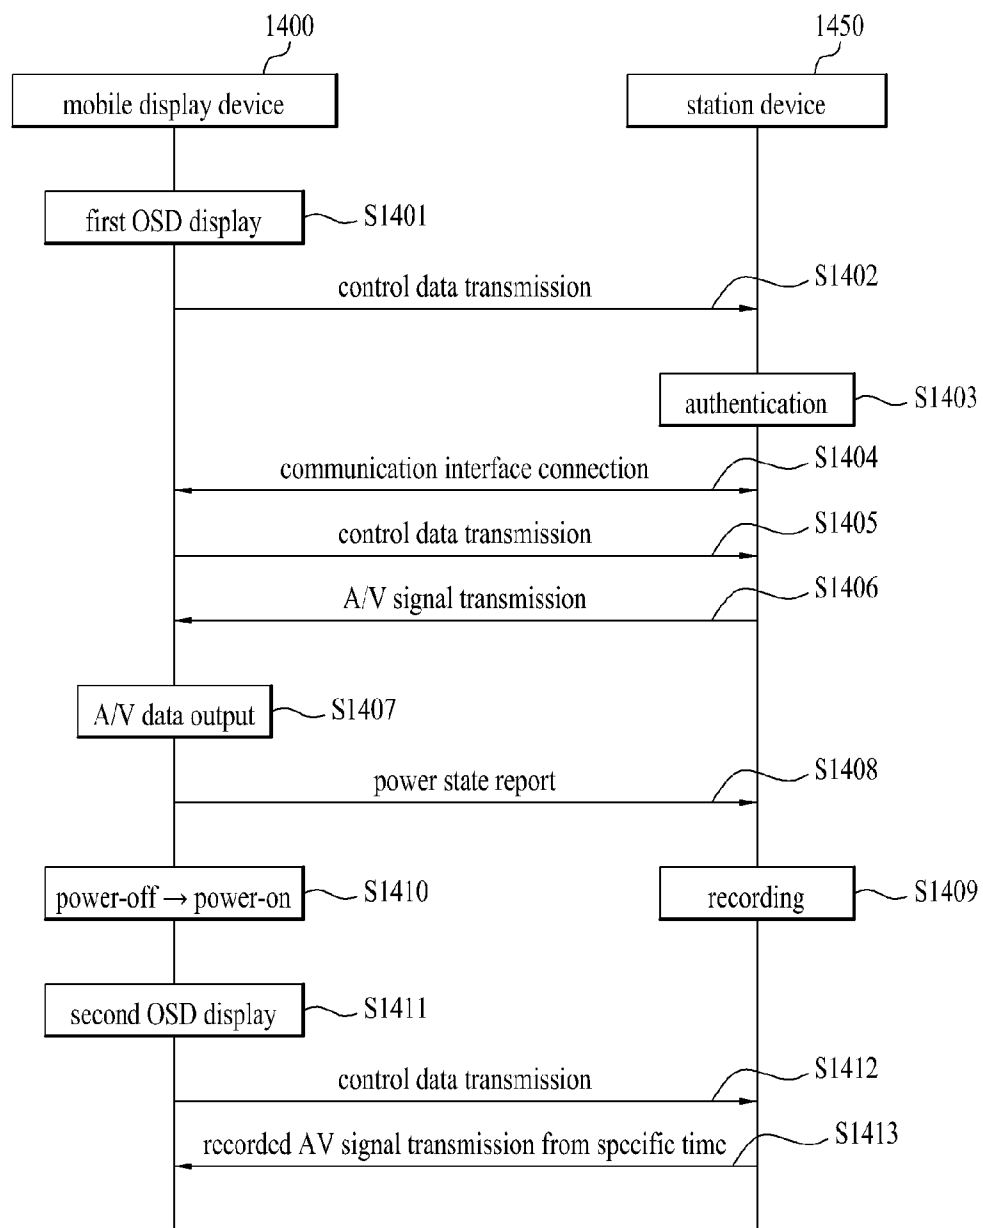 1400
1450
mobile display device
station device
first OSD display
S1401
control data transmission
S1402
authentication
S1403
communication interface connection
S1404
control data transmission
S1405
A/V signal transmission
S1406
A/V data output
S1407
power state report
S1408
power-off → power-on
S1410
recording
S1409
second OSD display
S1411
control data transmission
S1412
recorded AV signal transmission from specific time
S1413